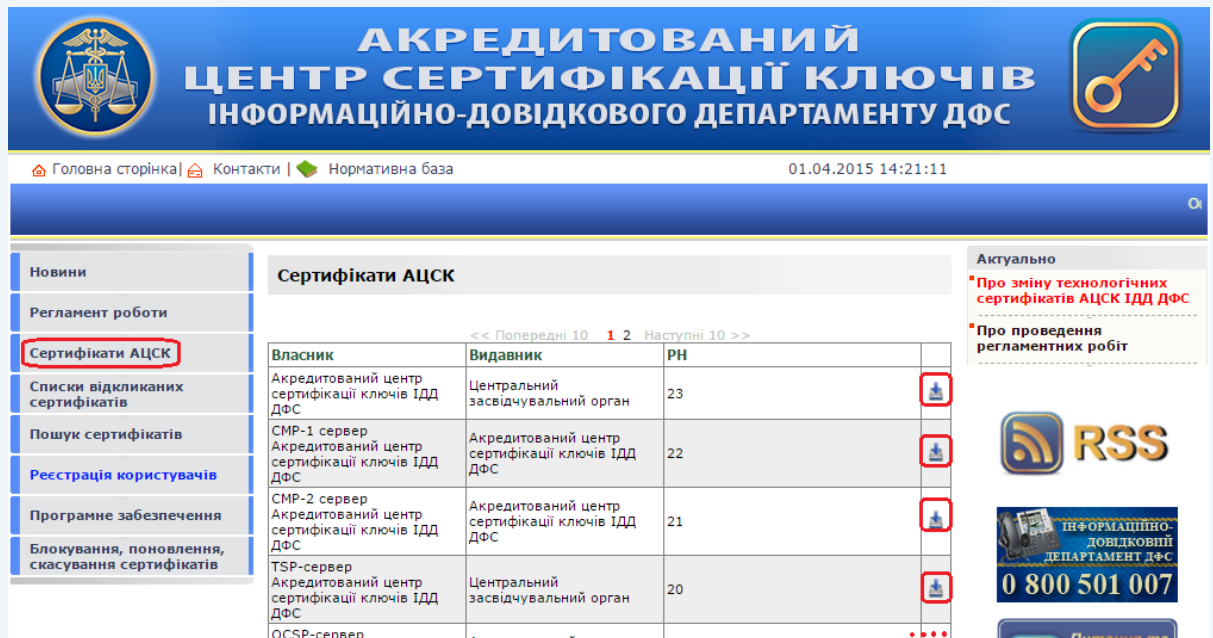 АКРЕДИТОВАНИЙ
ЦЕНТР СЕРТИФІКАЦІЇ КЛЮЧІВ
ІНФОРМАЦІЙНО-ДОВІДКОВОГО ДЕПАРТАМЕНТУ ДФС
Головна сторінка| Контакти | Нормативна база
01.04.2015 14:21:11
Новини
Регламент роботи
Сертифікати АЦСК
Списки відкликаних
сертифікатів
Пошук сертифікатів
Реєстрація користувачів
Програмне забезпечення
Блокування, поновлення,
скасування сертифікатів
Сертифікати АЦСК
<< Попередні 10 1 2 Наступні 10 >>
Власник Видавник РН
Акредитований центр
сертифікації ключів ІДД
ДФС
Центральний
засвідчувальний орган
23
CMP-1 сервер
Акредитований центр
сертифікації ключів ІДД
ДФС
Акредитований центр
сертифікації ключів ІДД
ДФС
22
CMP-2 сервер
Акредитований центр
сертифікації ключів ІДД
ДФС
Акредитований центр
сертифікації ключів ІДД
ДФС
21
TSP-сервер
Акредитований центр
сертифікації ключів ІДД
ДФС
Центральний
засвідчувальний орган
20
OCSP-сервер
Актуально
Про зміну технологічних
сертифікатів АЦСК ІДД ДФС
Про проведення
регламентних робіт
RSS
ІНФОРМАЦІЙНО-
ДОВІДКОВИЙ
ДЕПАРТАМЕНТ ДФС
0 800 501 007